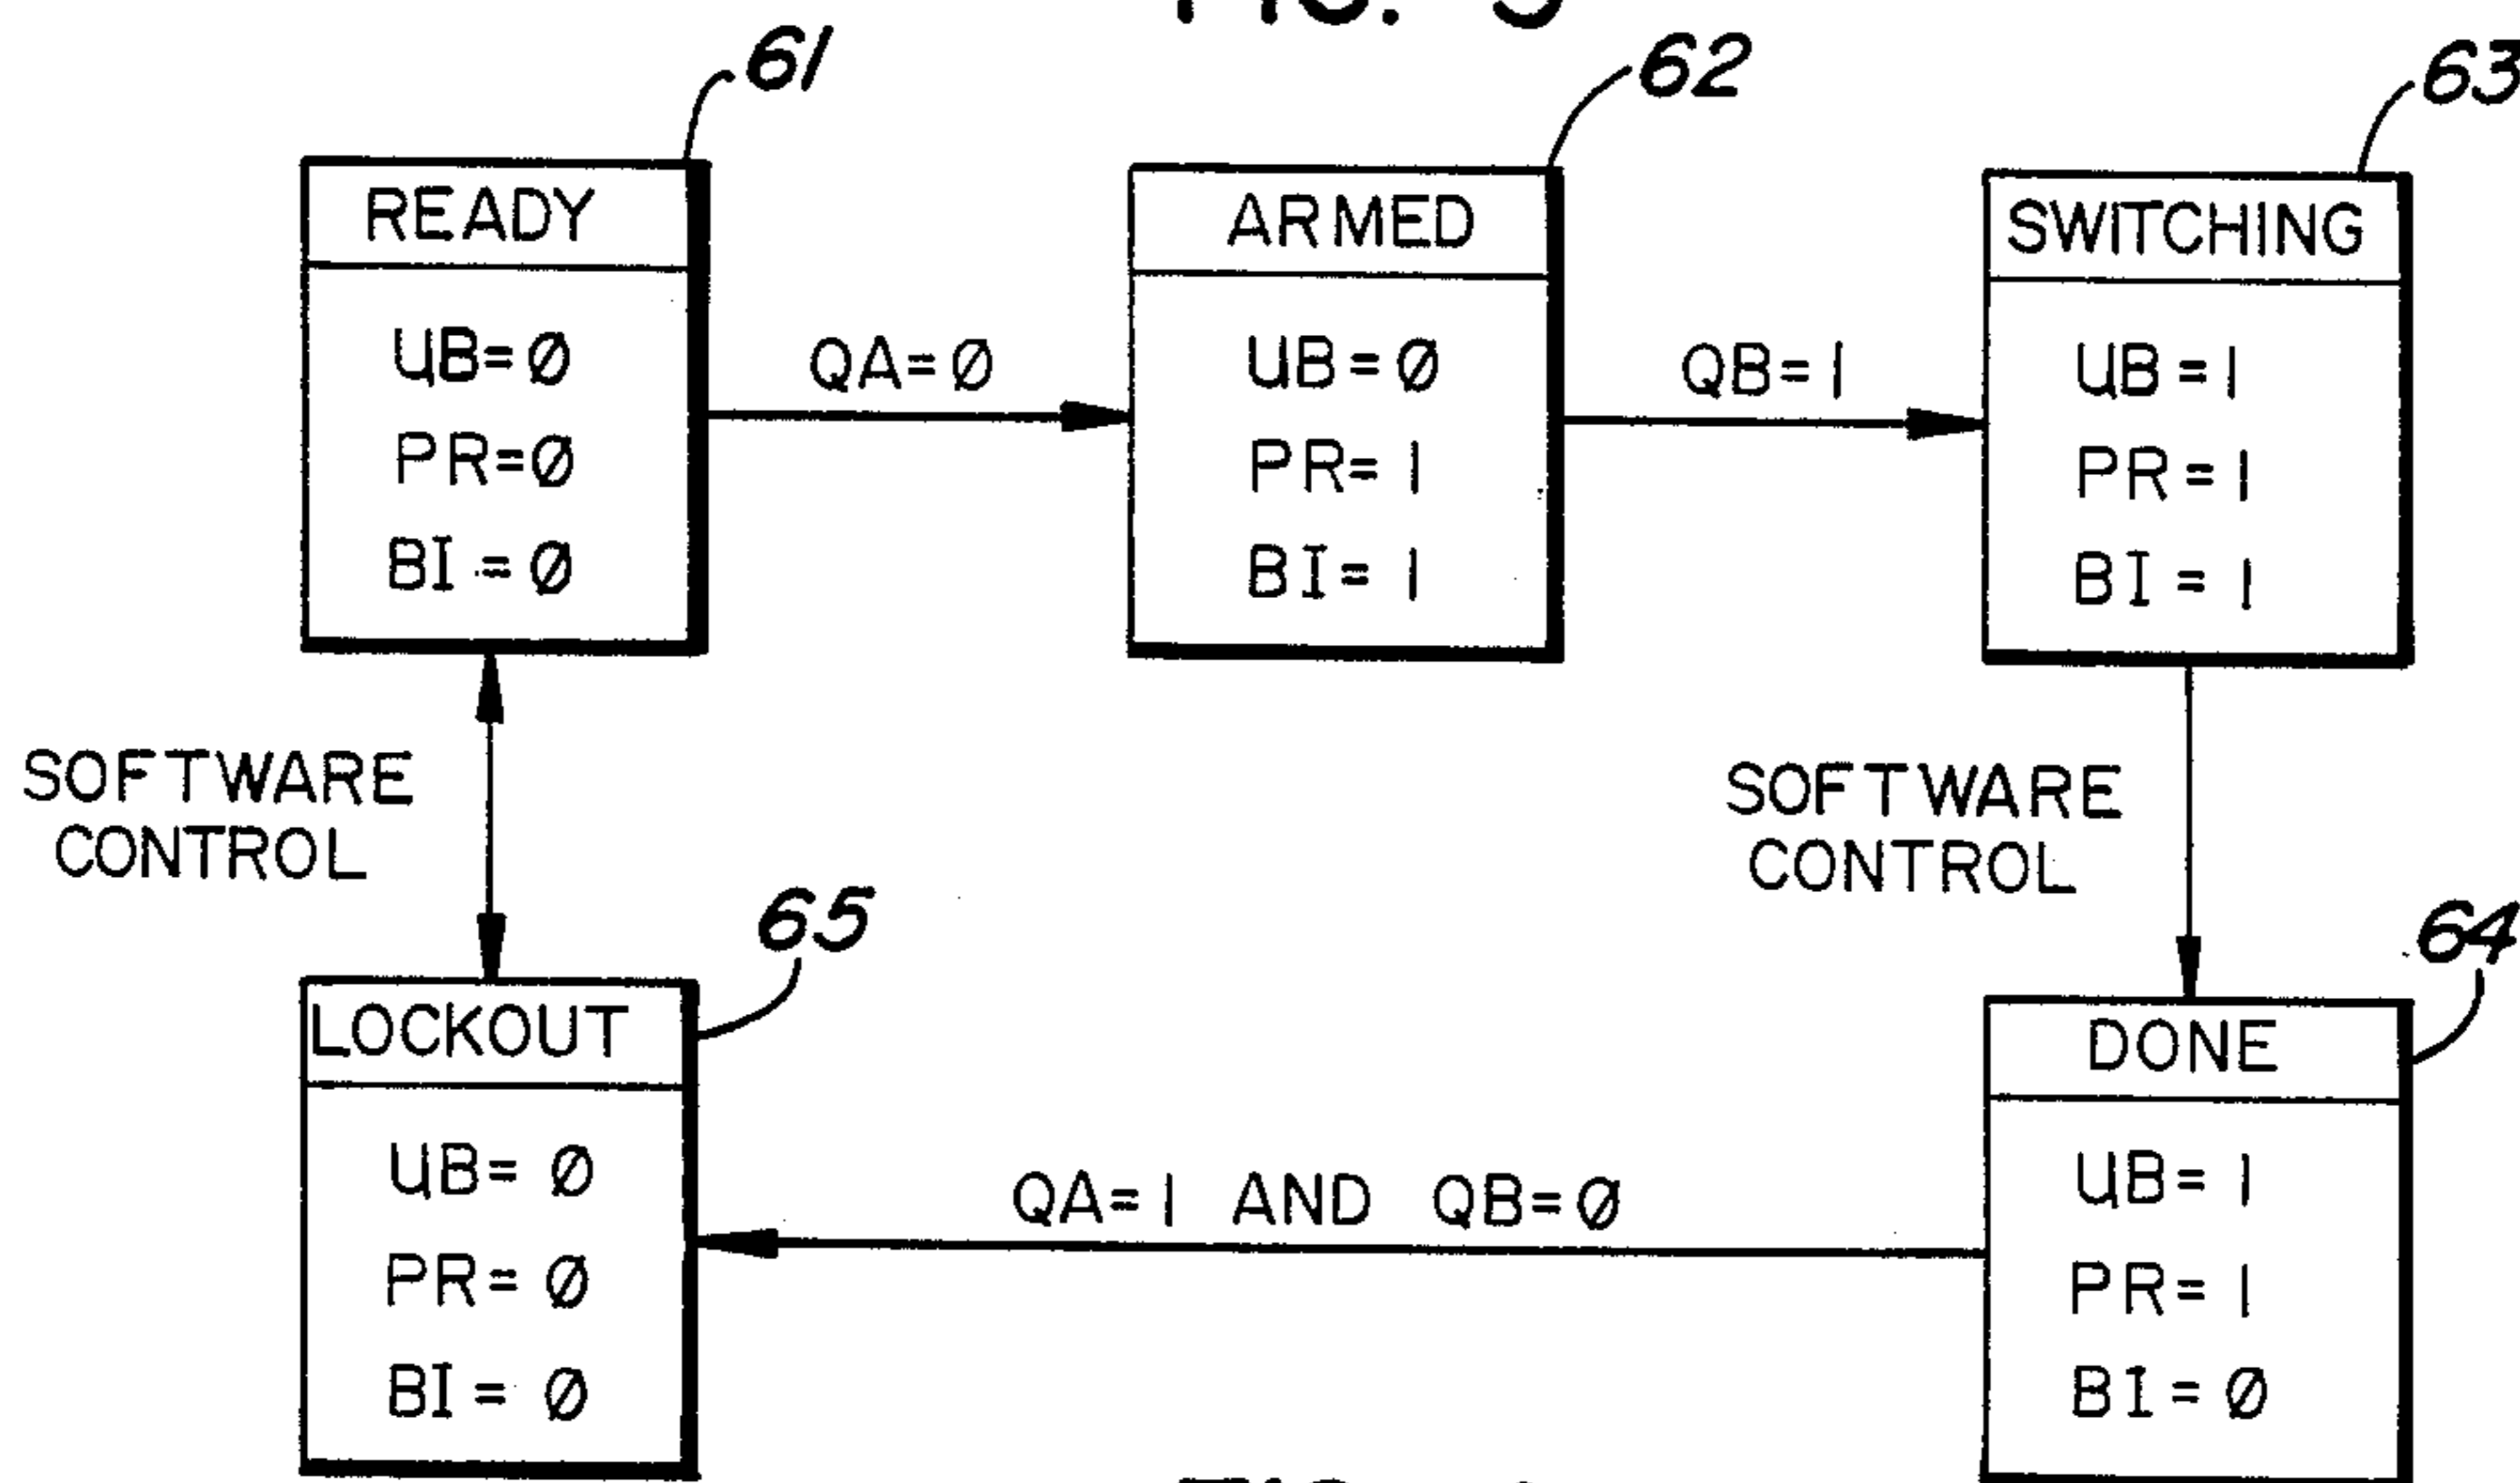 61
62
63
READY
UB=Ø
PR=Ø
BI=Ø
QA=Ø
ARMED
UB=Ø
PR=1
BI=1
QB=1
SWITCHING
UB=1
PR=1
BI=1
SOFTWARE
CONTROL
SOFTWARE
CONTROL
65
64
LOCKOUT
UB=Ø
PR=Ø
BI=Ø
QA=1 AND QB=Ø
DONE
UB=1
PR=1
BI=Ø